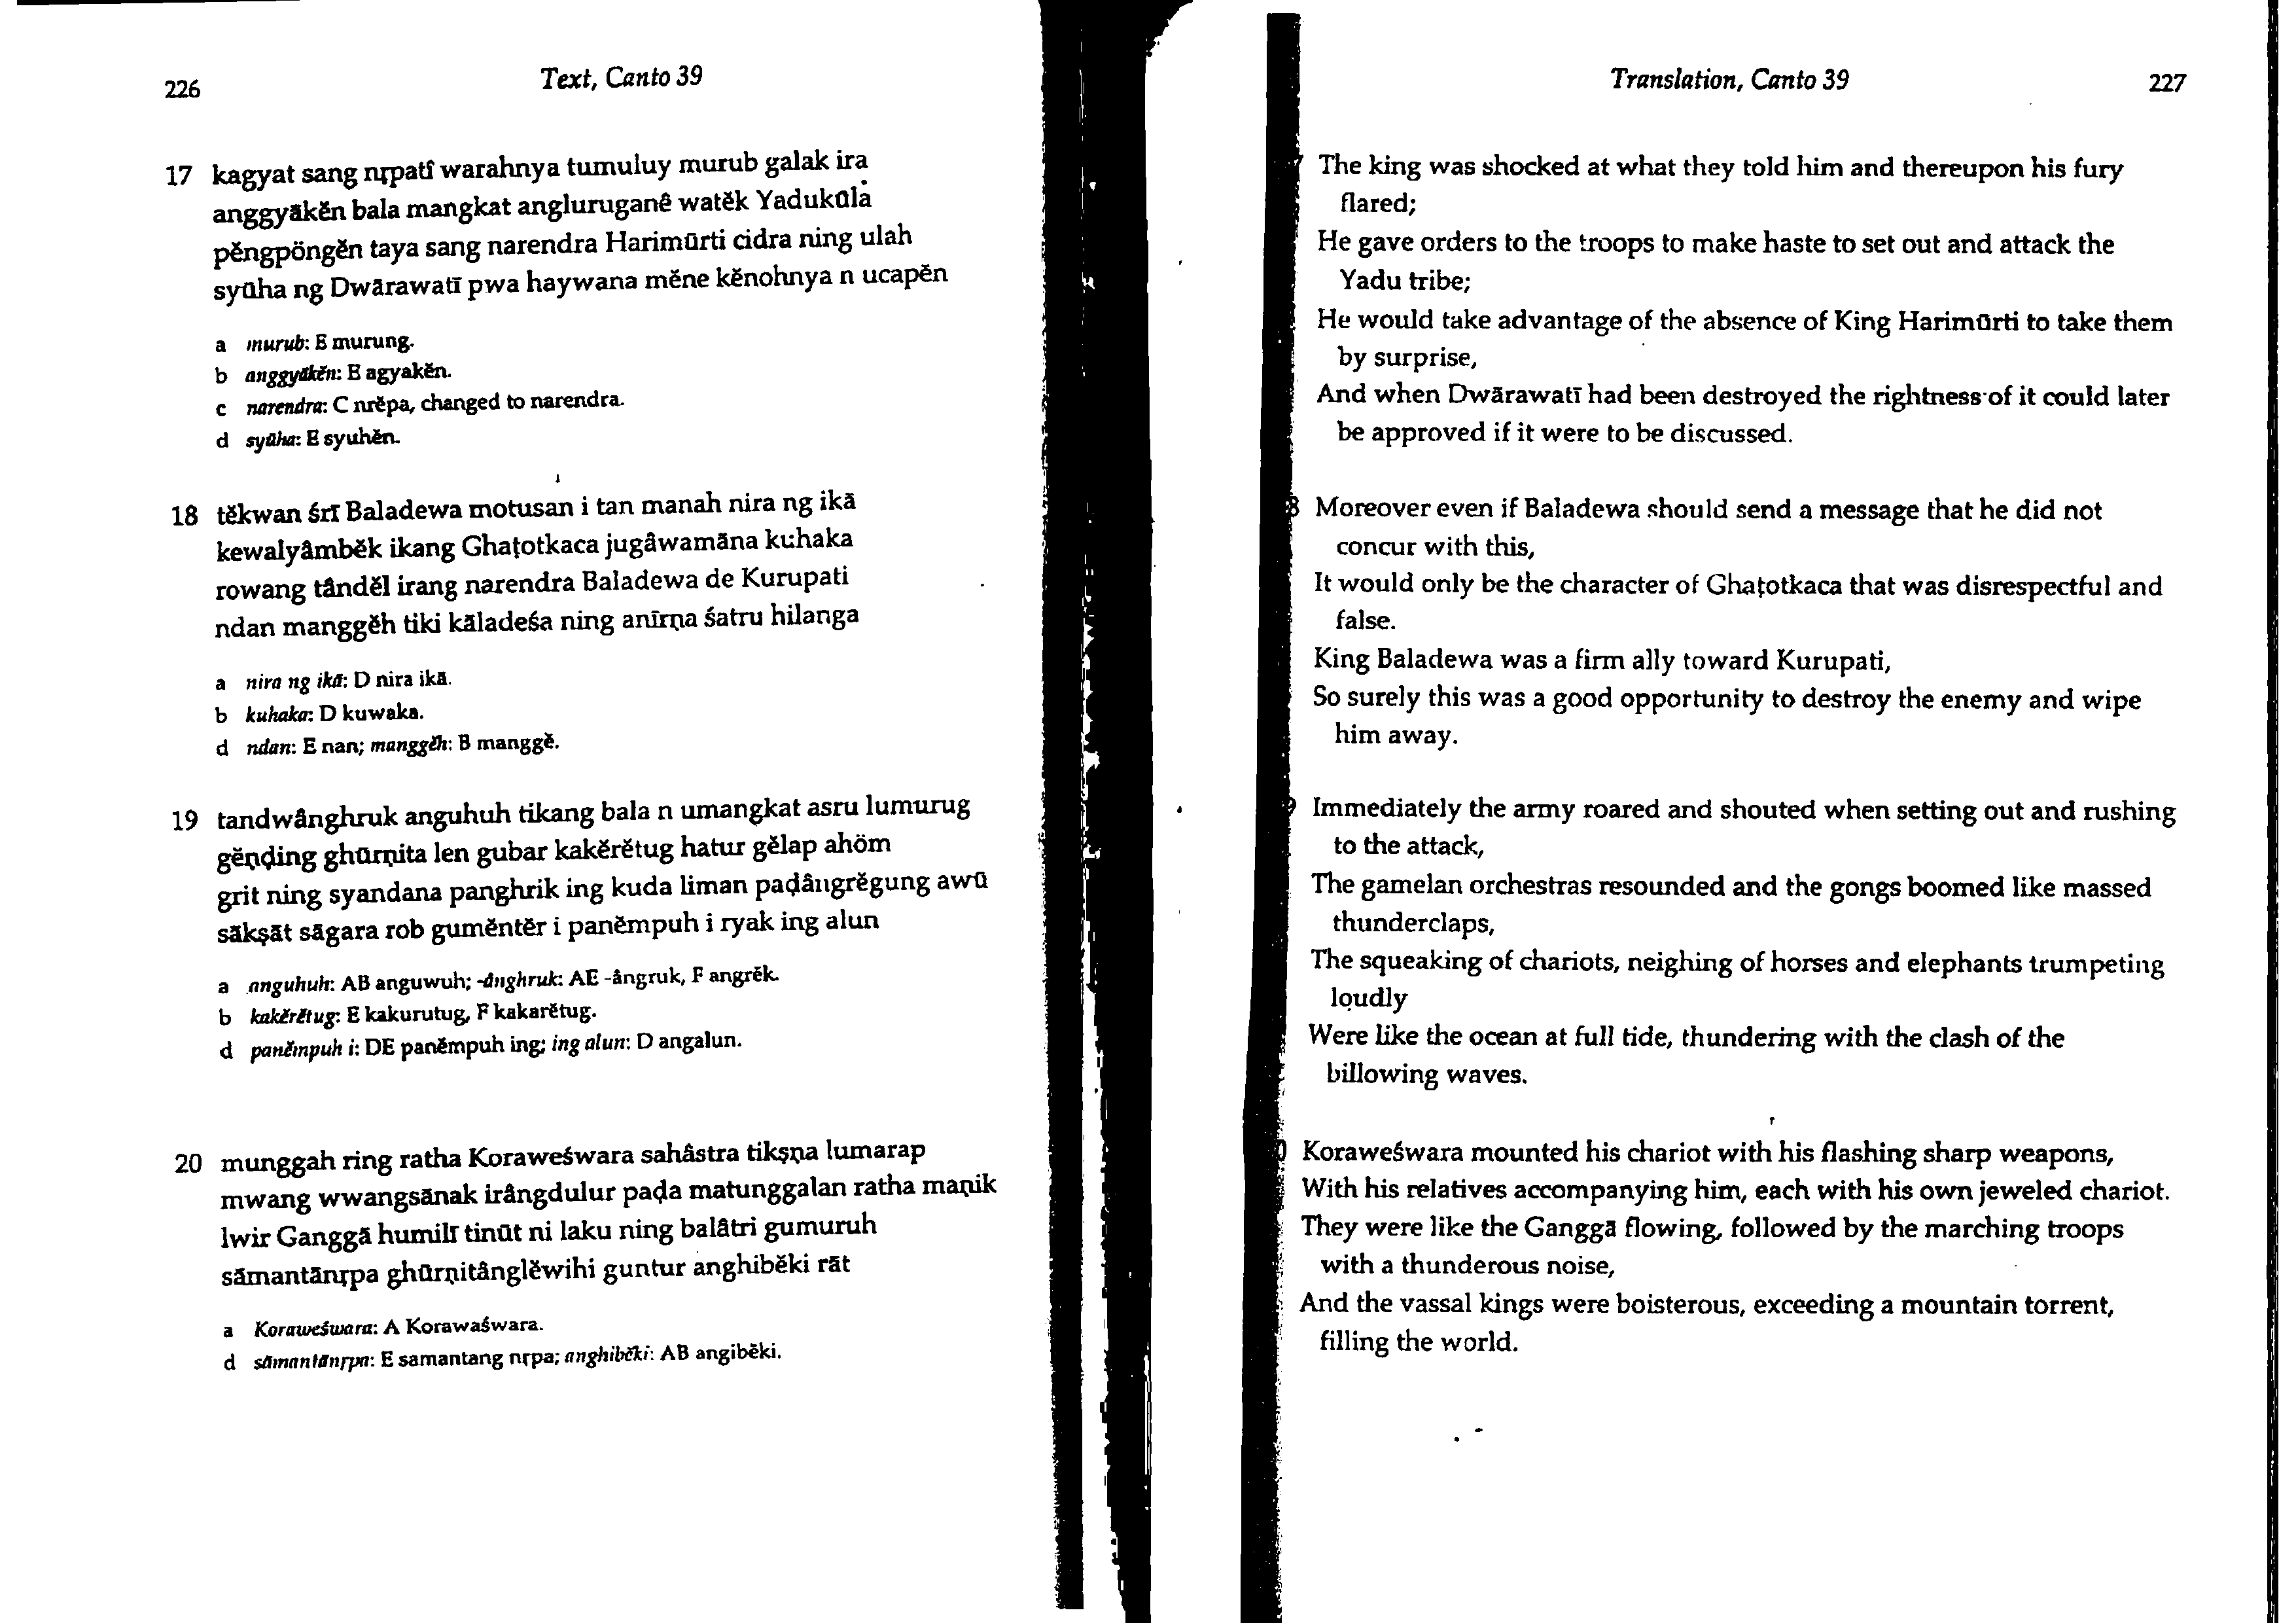 226
Text, Canto 39
17 kagyat sang nṛpatî warahnya tumuluy murub galak ira
anggyākĕn bala mangkat angluruganê watĕk Yadukūlā
pĕngpöngĕn taya sang narendra Harimūrti cidra ning ulah
syūha ng Dwārawatī pwa haywana mĕne kĕnohnya n ucapĕn
a murub: E murung.
b anggyākĕn: E agyakĕn.
c narendra: C nrĕpa, changed to narendra.
d syūha: E syuhĕn.
18 tĕkwan śrī Baladewa motusan i tan manah nira ng ikā
kewalyâmbĕk ikang Ghaṭotkaca jugâwamāna kuhaka
rowang tândĕl irang narendra Baladewa de Kurupati
ndan manggĕh tiki kāladeśa ning anīrṇa śatru hilanga
a nira ng ikā: D nira ikā.
b kuhaka: D kuwaka.
d ndan: E nan; manggĕh: B manggĕ.
19 tandwânghruk anguhuh tikang bala n umangkat asru lumurug
gĕṇḍing ghūrṇita len gubar kakĕrĕtug hatur gĕlap ahöm
grit ning syandana panghrik ing kuda liman paḍângrĕgung awū
sākṣāt sāgara rob gumĕntĕr i panĕmpuh i ryak ing alun
a anguhuh: AB anguwuh; -ânghruk: AE -ângruk, F angrĕk.
b kakĕrĕtug: E kakurutug, F kakarĕtug.
d panĕmpuh i: DE panĕmpuh ing; ing alun: D angalun.
20 munggah ring ratha Koraweśwara sahâstra tikṣṇa lumarap
mwang wwangsānak irângdulur paḍa matunggalan ratha maṇik
lwir Ganggā humilī tinūt ni laku ning balâtri gumuruh
sāmantānṛpa ghūrṇitânglĕwihi guntur anghibĕki rāt
a Koraweśwara: A Korawaśwara.
d sāmantānṛpa: E samantang nṛpa; anghibĕki: AB angibĕki.
Translation, Canto 39
227
The king was shocked at what they told him and thereupon his fury
flared;
He gave orders to the troops to make haste to set out and attack the
Yadu tribe;
He would take advantage of the absence of King Harimūrti to take them
by surprise,
And when Dwārawatī had been destroyed the rightness of it could later
be approved if it were to be discussed.
Moreover even if Baladewa should send a message that he did not
concur with this,
It would only be the character of Ghaṭotkaca that was disrespectful and
false.
King Baladewa was a firm ally toward Kurupati,
So surely this was a good opportunity to destroy the enemy and wipe
him away.
Immediately the army roared and shouted when setting out and rushing
to the attack,
The gamelan orchestras resounded and the gongs boomed like massed
thunderclaps,
The squeaking of chariots, neighing of horses and elephants trumpeting
loudly
Were like the ocean at full tide, thundering with the clash of the
billowing waves.
Koraweśwara mounted his chariot with his flashing sharp weapons,
With his relatives accompanying him, each with his own jeweled chariot.
They were like the Ganggā flowing, followed by the marching troops
with a thunderous noise,
And the vassal kings were boisterous, exceeding a mountain torrent,
filling the world.